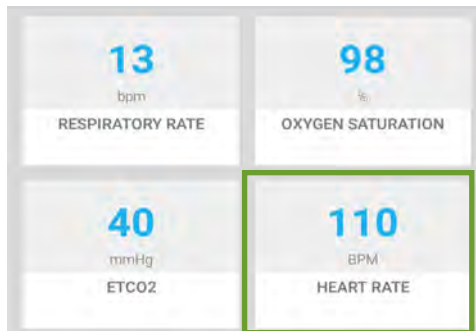 13
bpm
RESPIRATORY RATE
98
%
OXYGEN SATURATION
40
mmHg
ETCO2
110
BPM
HEART RATE